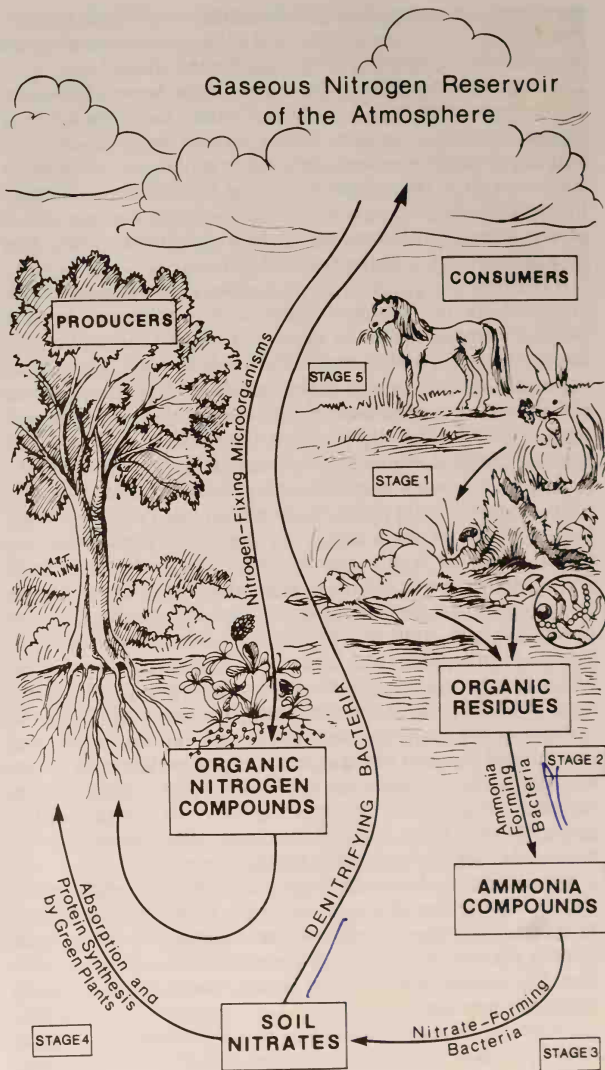 Gaseous Nitrogen Reservoir
of the Atmosphere
PRODUCERS
CONSUMERS
STAGE 5
STAGE 1
Nitrogen-Fixing Microorganisms
ORGANIC
RESIDUES
STAGE 2
Ammonia
Forming
Bacteria
ORGANIC
NITROGEN
COMPOUNDS
DENITRIFYING BACTERIA
AMMONIA
COMPOUNDS
Absorption and
Protein Synthesis
by Green Plants
SOIL
NITRATES
Nitrate-Forming
Bacteria
STAGE 4
STAGE 3